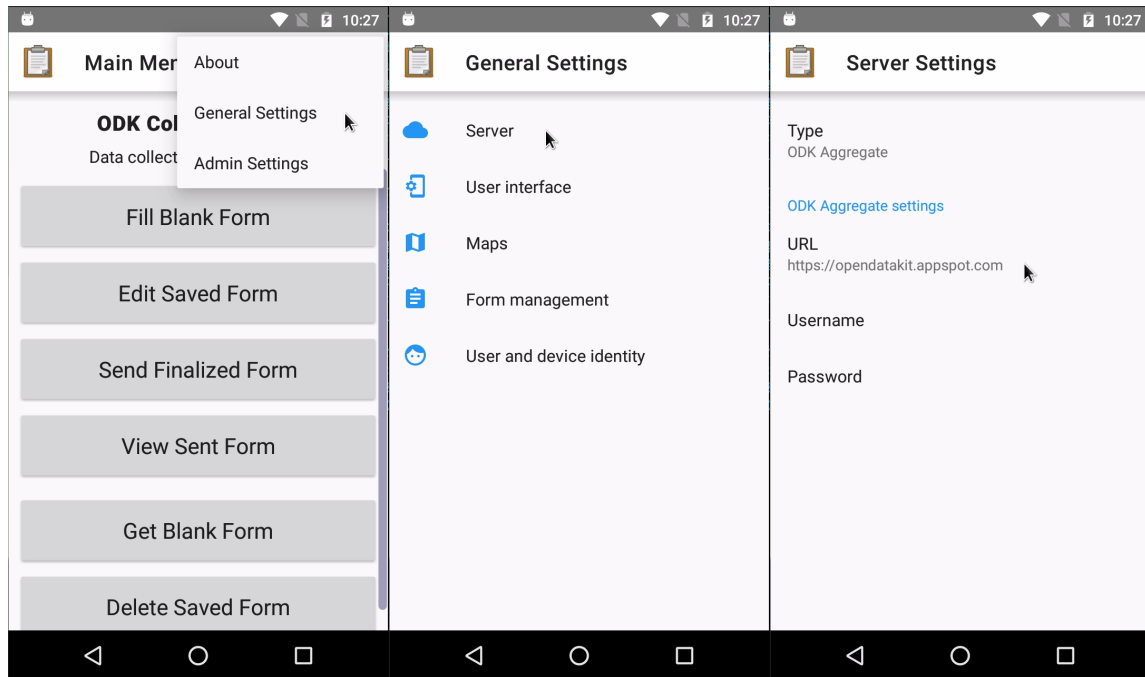 10:27
Main Mer
About
General Settings
Admin Settings
ODK Col
Data collect
Fill Blank Form
Edit Saved Form
Send Finalized Form
View Sent Form
Get Blank Form
Delete Saved Form
10:27
General Settings
Server
User interface
Maps
Form management
User and device identity
10:27
Server Settings
Type
ODK Aggregate
ODK Aggregate settings
URL
https://opendatakit.appspot.com
Username
Password